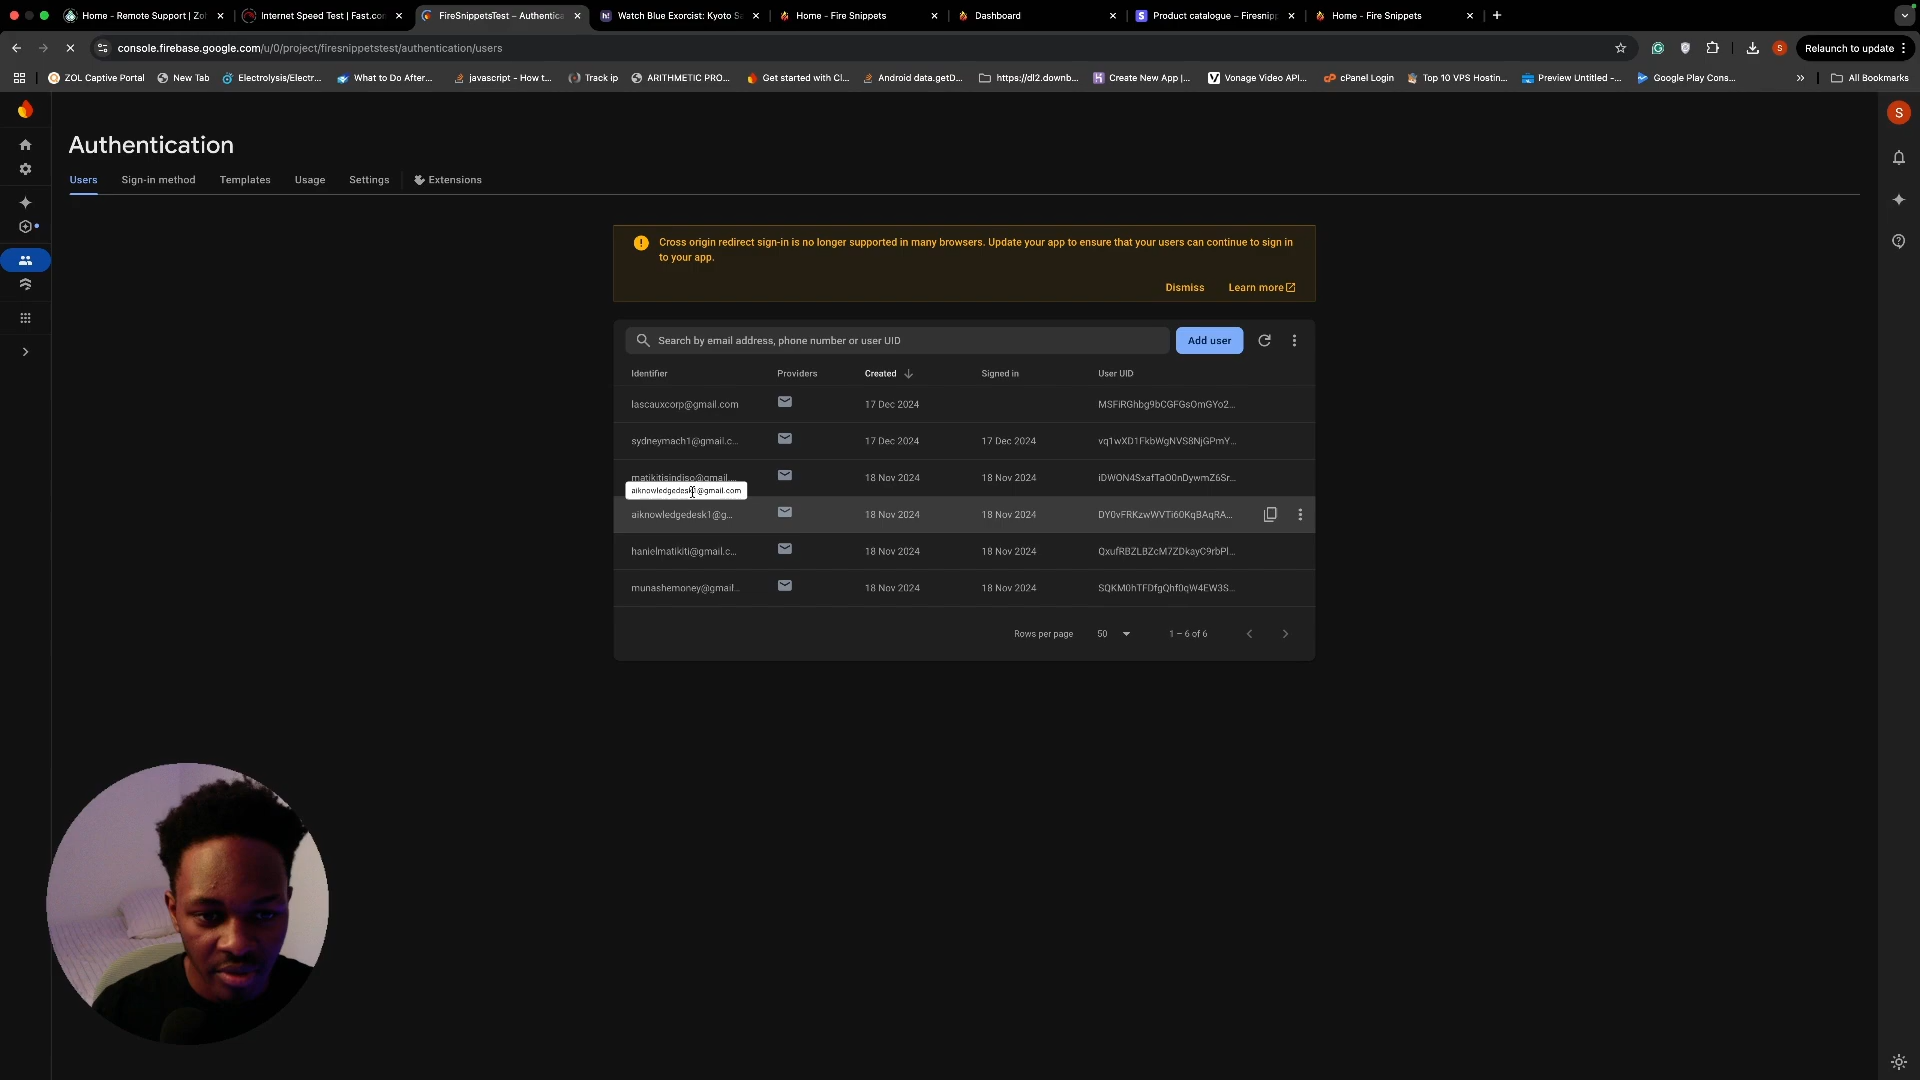 Home - Remote Support | Zol
Internet Speed Test | Fast.con
FireSnippetsTest – Authentica
Watch Blue Exorcist: Kyoto Sa
Home - Fire Snippets
Dashboard
Product catalogue – Firesnipp
Home - Fire Snippets
console.firebase.google.com/u/0/project/firesnippetstest/authentication/users
S
Relaunch to update
ZOL Captive Portal
New Tab
Electrolysis/Electr...
What to Do After...
javascript - How t...
Track ip
ARITHMETIC PRO...
Get started with Cl...
Android data.getD...
https://dl2.downb...
Create New App |...
Vonage Video API...
cPanel Login
Top 10 VPS Hostin...
Preview Untitled -...
Google Play Cons...
All Bookmarks
S
Authentication
Users
Sign-in method
Templates
Usage
Settings
Extensions
Cross origin redirect sign-in is no longer supported in many browsers. Update your app to ensure that your users can continue to sign in
to your app.
Dismiss
Learn more
Search by email address, phone number or user UID
Add user
Identifier
Providers
Created
Signed in
User UID
lascauxcorp@gmail.com
17 Dec 2024
MSFiRGhbg9bCGFGsOmGYo2...
sydneymach1@gmail.c...
17 Dec 2024
17 Dec 2024
vq1wXD1FkbWgNVS8NjGPmY...
matikitisindiso@gmail...
18 Nov 2024
18 Nov 2024
iDWON4SxafTaO0nDywmZ6Sr...
aiknowledgedesk1@gmail.com
aiknowledgedesk1@g...
18 Nov 2024
18 Nov 2024
DY0vFRKzwWVTi60KqBAqRA...
hanielmatikiti@gmail.c...
18 Nov 2024
18 Nov 2024
QxufRBZLBZcM7ZDkayC9rbPl...
munashemoney@gmail...
18 Nov 2024
18 Nov 2024
SQKM0hTFDfgQhf0qW4EW3S...
Rows per page
50
1 – 6 of 6